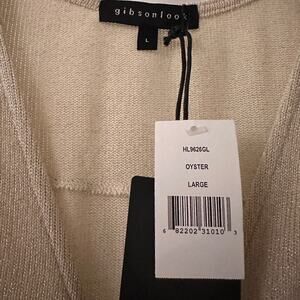 gibsonlook
L
HL9626GL
OYSTER
LARGE
6 82202 31010 3